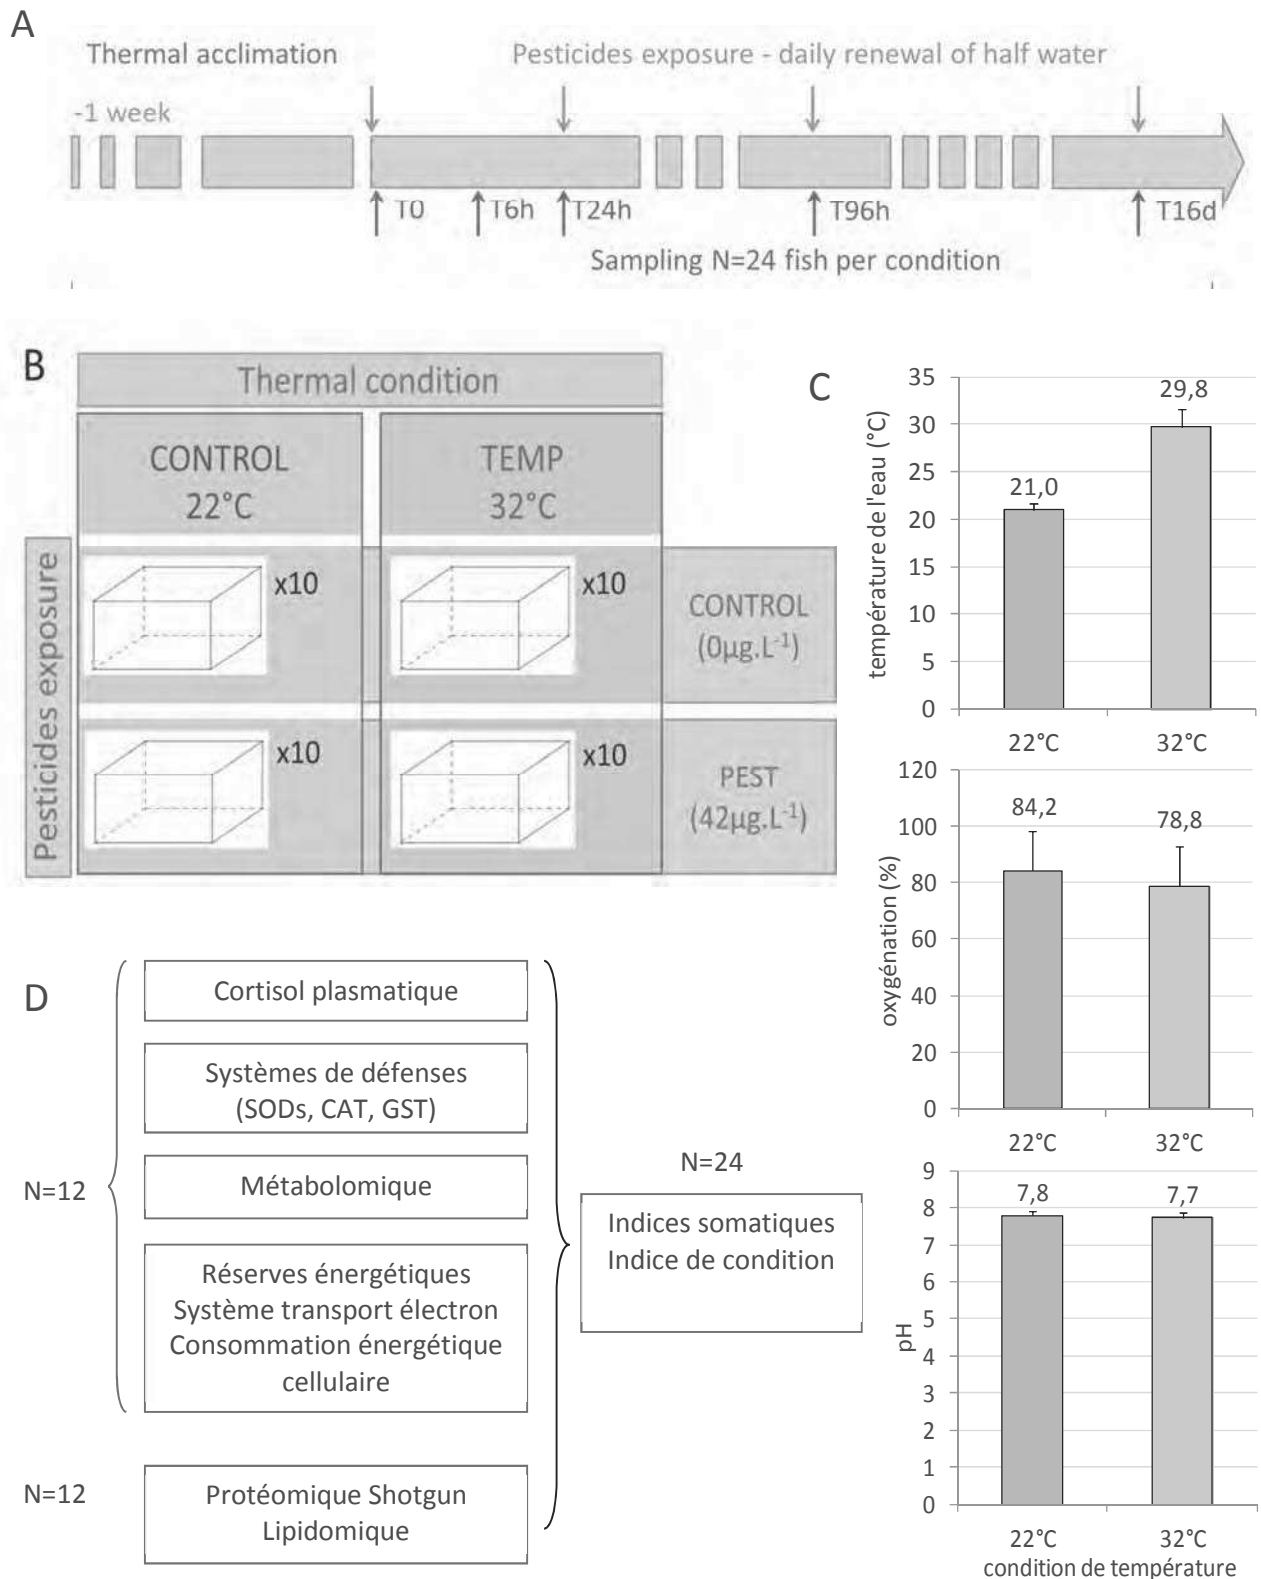 A
Thermal acclimation
Pesticides exposure - daily renewal of half water
-1 week
T0
T6h
T24h
T96h
T16d
Sampling N=24 fish per condition
B
Thermal condition
CONTROL
22°C
TEMP
32°C
Pesticides exposure
x10
x10
CONTROL
(0µg.L⁻¹)
x10
x10
PEST
(42µg.L⁻¹)
C
température de l'eau (°C)
35
30
25
20
15
10
5
0
21,0
29,8
22°C
32°C
oxygénation (%)
120
100
80
60
40
20
0
84,2
78,8
22°C
32°C
pH
9
8
7
6
5
4
3
2
1
0
7,8
7,7
22°C
32°C
condition de température
D
N=12
Cortisol plasmatique
Systèmes de défenses
(SODs, CAT, GST)
Métabolomique
Réserves énergétiques
Système transport électron
Consommation énergétique
cellulaire
N=12
Protéomique Shotgun
Lipidomique
N=24
Indices somatiques
Indice de condition